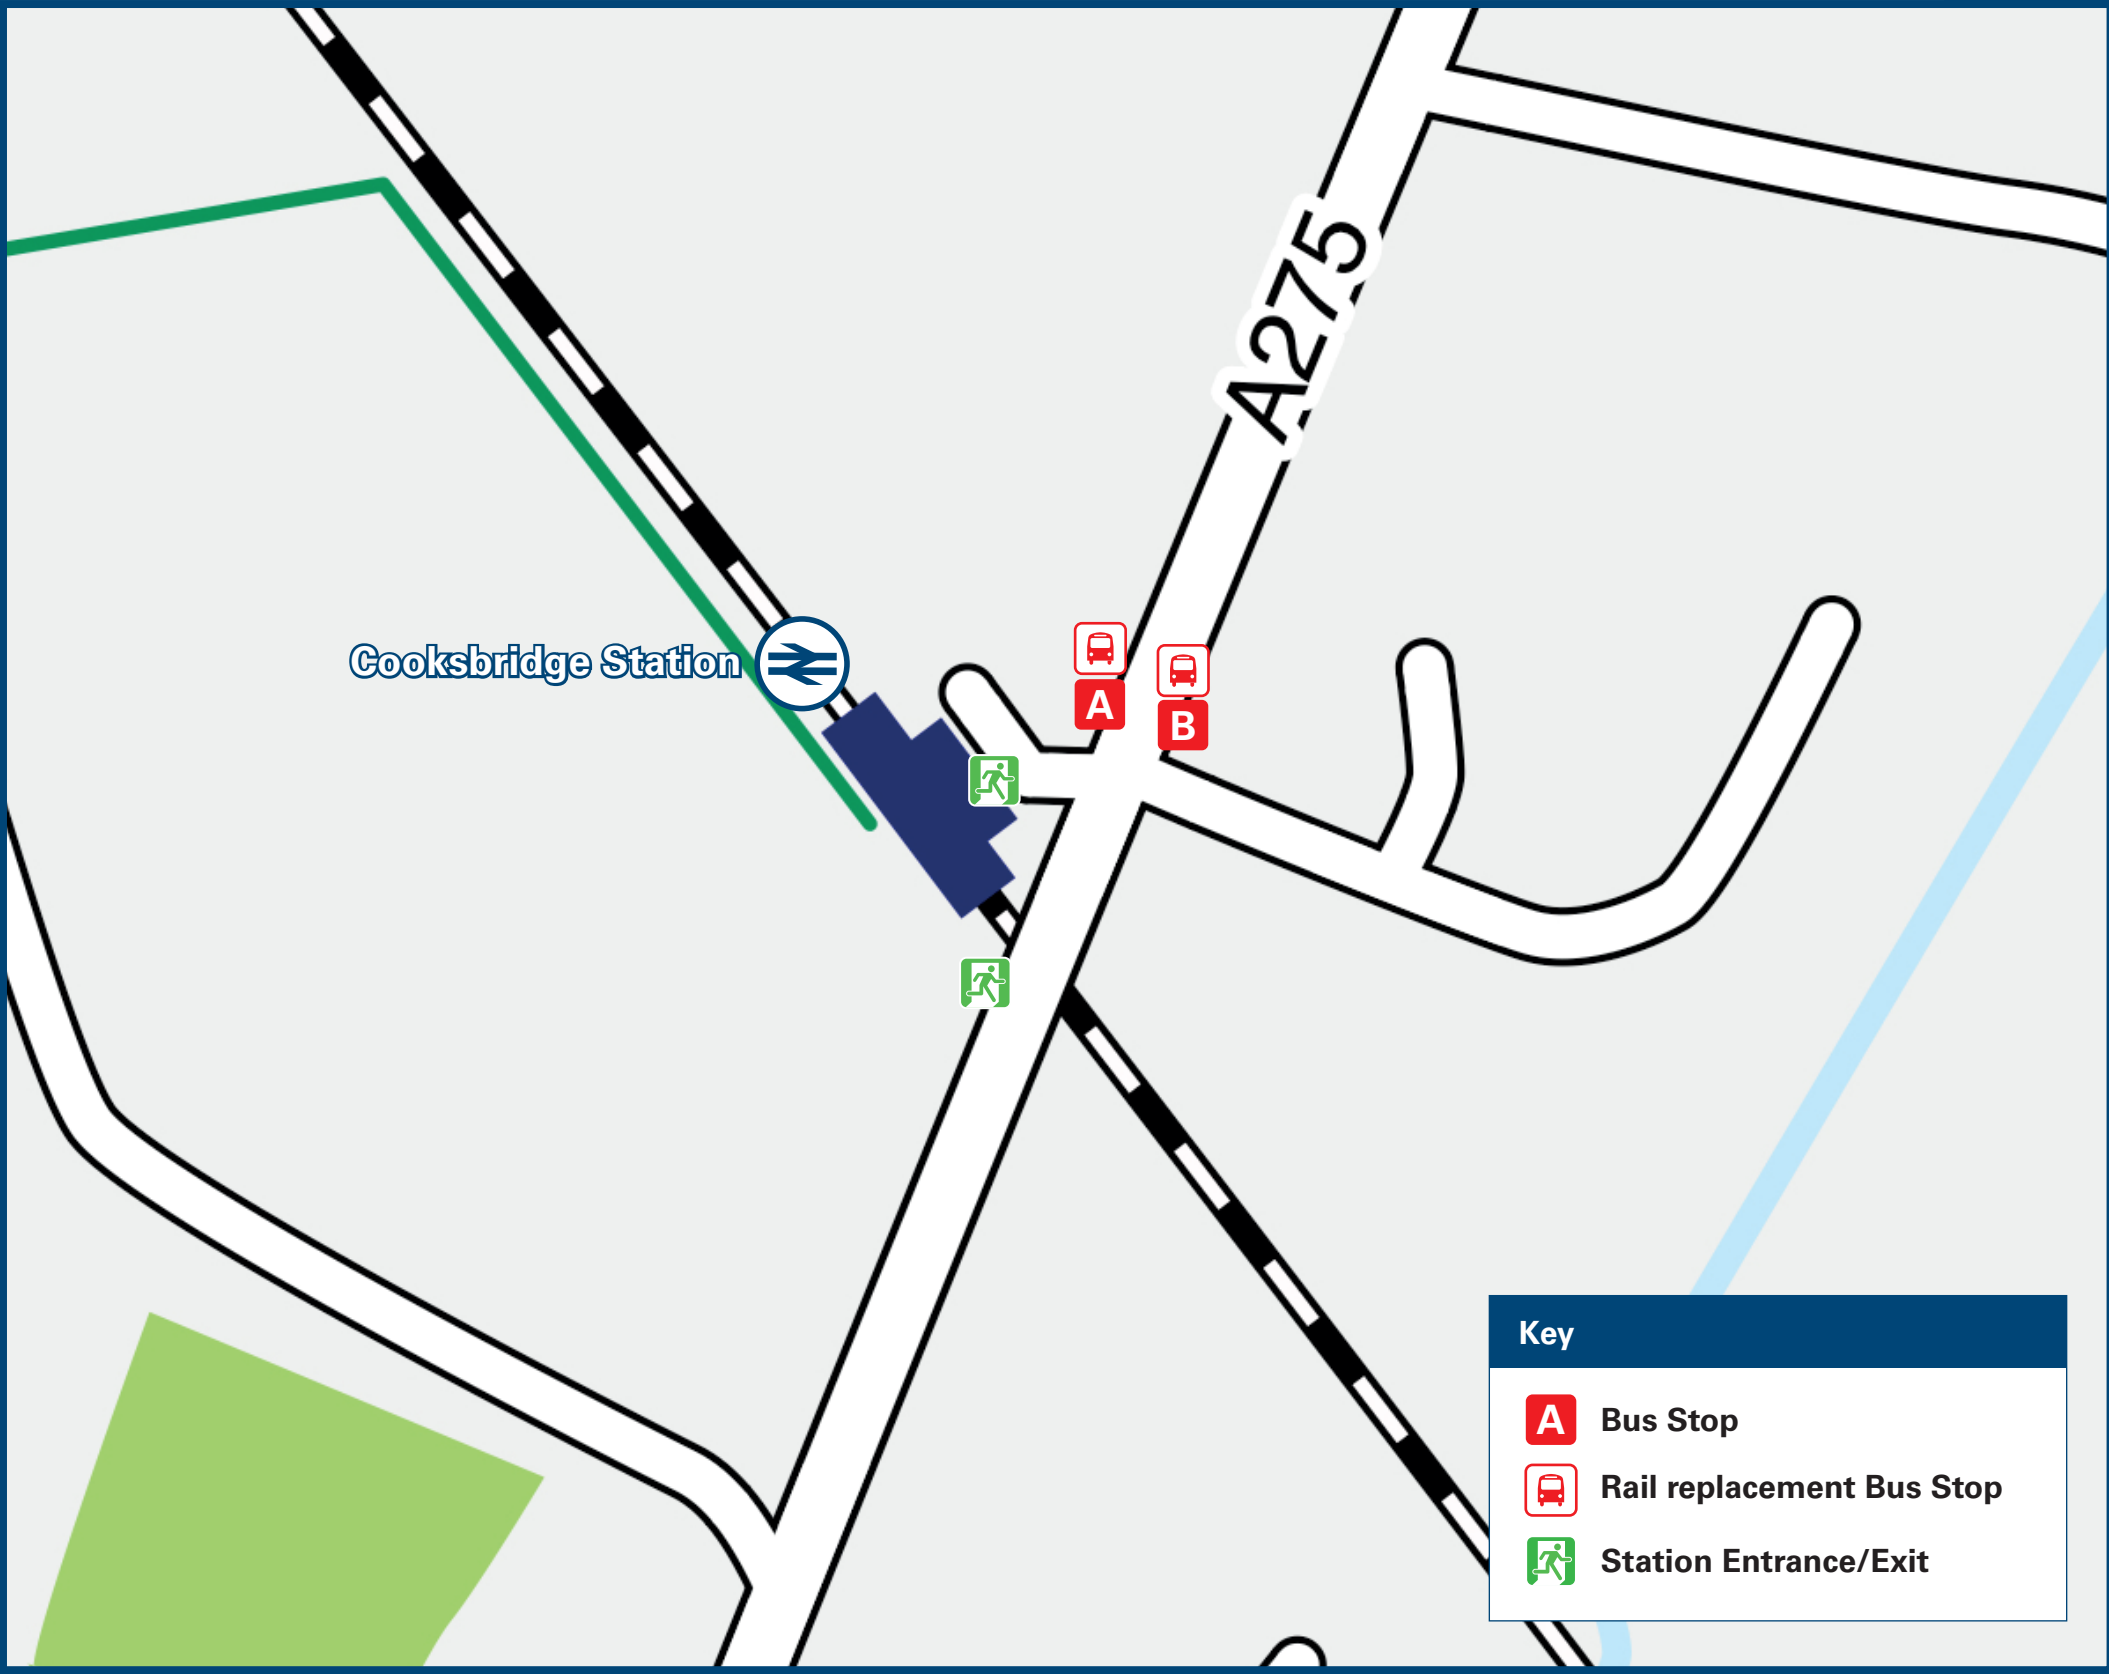 A275
Cooksbridge Station
A
B
Key
A Bus Stop
Rail replacement Bus Stop
Station Entrance/Exit